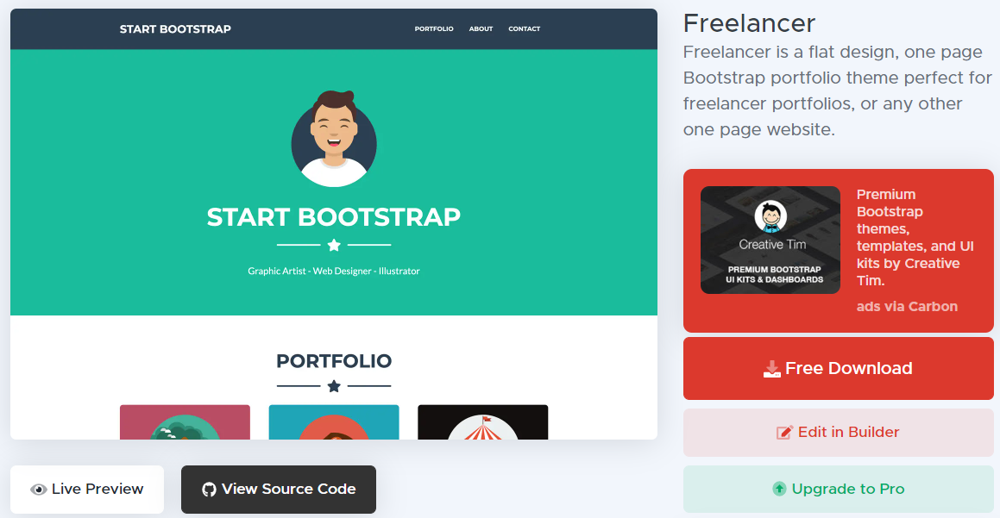 START BOOTSTRAP
PORTFOLIO ABOUT CONTACT
START BOOTSTRAP
Graphic Artist - Web Designer - Illustrator
PORTFOLIO
Live Preview
View Source Code
Freelancer
Freelancer is a flat design, one page
Bootstrap portfolio theme perfect for
freelancer portfolios, or any other
one page website.
Creative Tim
PREMIUM BOOTSTRAP
UI KITS & DASHBOARDS
Premium
Bootstrap
themes,
templates, and UI
kits by Creative
Tim.
ads via Carbon
Free Download
Edit in Builder
Upgrade to Pro